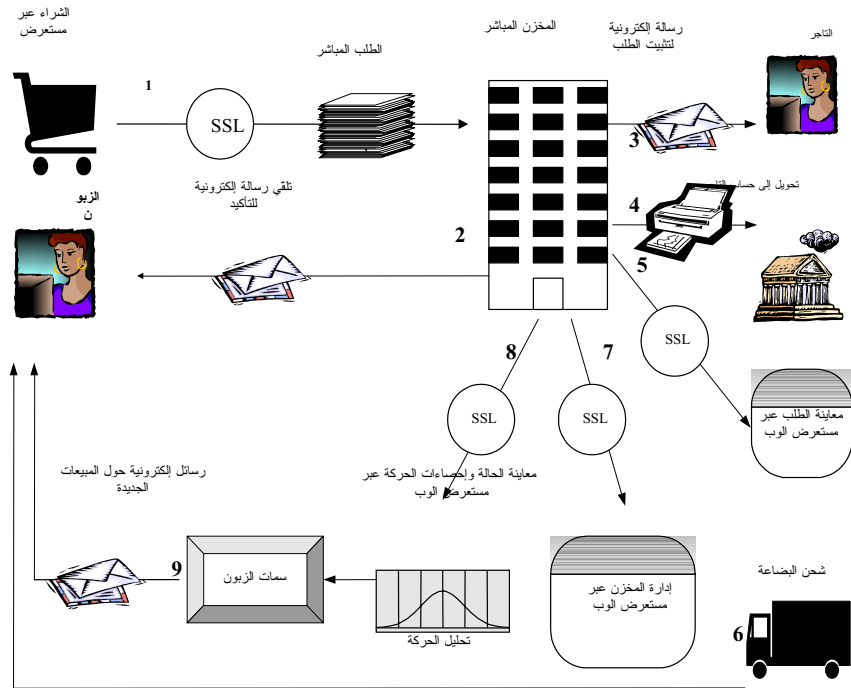 الشراء عبر
مستعرض
1
SSL
الطلب المباشر
المخزن المباشر
رسالة إلكترونية
لتثبيت الطلب
التاجر
3
تلقي رسالة إلكترونية
للتأكيد
الزبو
ن
2
تحويل إلى حساب
4
5
SSL
معاينة الطلب عبر
مستعرض الوب
8
7
SSL
SSL
معاينة الحالة وإحصاءات الحركة عبر
مستعرض الوب
رسائل إلكترونية حول المبيعات
الجديدة
9
سمات الزبون
تحليل الحركة
إدارة المخزن عبر
مستعرض الوب
شحن البضاعة
6